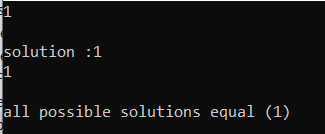 1
solution :1
1
all possible solutions equal (1)